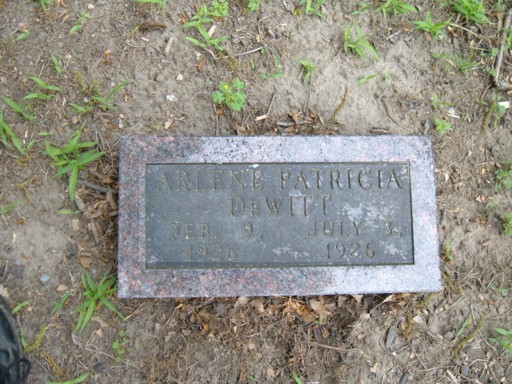 ARLENE PATRICIA
DEWITT
FEB. 9, JULY 3,
1926 1926